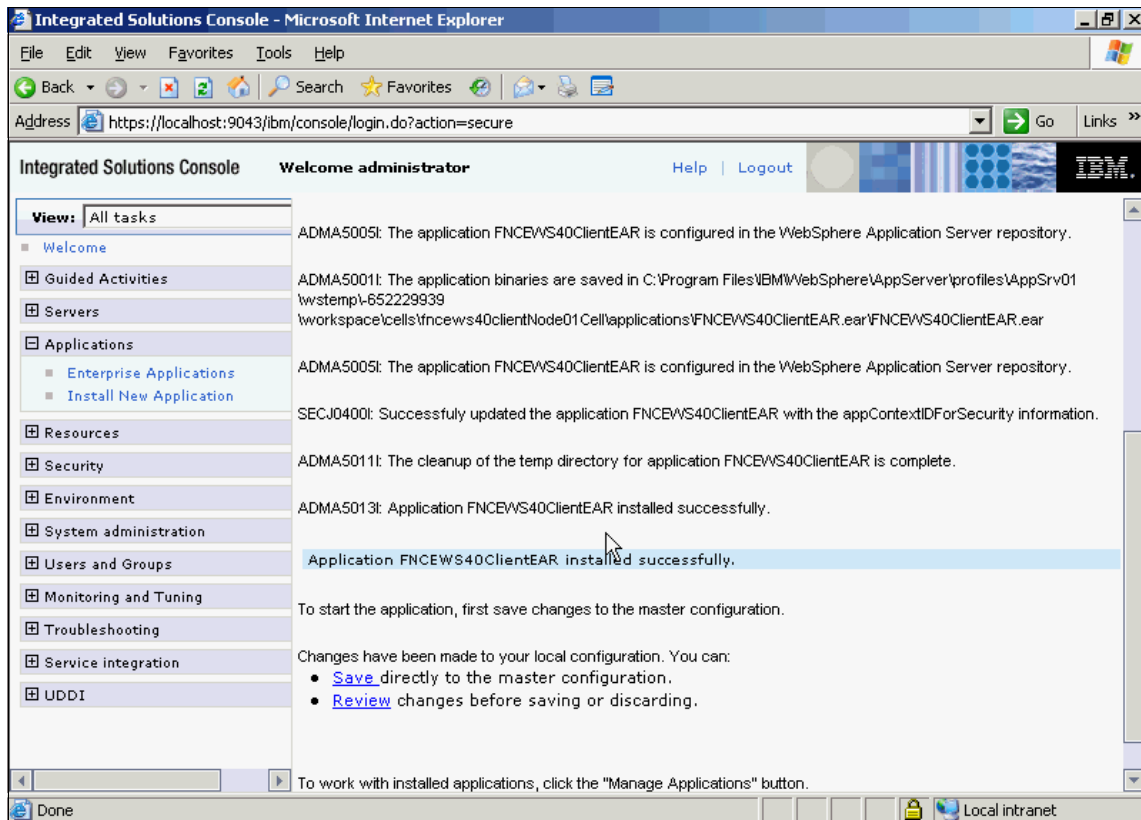 Integrated Solutions Console - Microsoft Internet Explorer
File Edit View Favorites Tools Help
Back Search Favorites
Address https://localhost:9043/ibm/console/login.do?action=secure Go Links »
Integrated Solutions Console Welcome administrator Help | Logout IBM.
View: All tasks
Welcome
Guided Activities
Servers
Applications
Enterprise Applications
Install New Application
Resources
Security
Environment
System administration
Users and Groups
Monitoring and Tuning
Troubleshooting
Service integration
UDDI
ADMA5005I: The application FNCEWS40ClientEAR is configured in the WebSphere Application Server repository.
ADMA5001I: The application binaries are saved in C:\Program Files\IBM\WebSphere\AppServer\profiles\AppSrv01
\wstemp\-652229939
\workspace\cells\fncews40clientNode01Cell\applications\FNCEWS40ClientEAR.ear\FNCEWS40ClientEAR.ear
ADMA5005I: The application FNCEWS40ClientEAR is configured in the WebSphere Application Server repository.
SECJ0400I: Successfuly updated the application FNCEWS40ClientEAR with the appContextIDForSecurity information.
ADMA5011I: The cleanup of the temp directory for application FNCEWS40ClientEAR is complete.
ADMA5013I: Application FNCEWS40ClientEAR installed successfully.
Application FNCEWS40ClientEAR installed successfully.
To start the application, first save changes to the master configuration.
Changes have been made to your local configuration. You can:
• Save directly to the master configuration.
• Review changes before saving or discarding.
To work with installed applications, click the "Manage Applications" button.
Done Local intranet